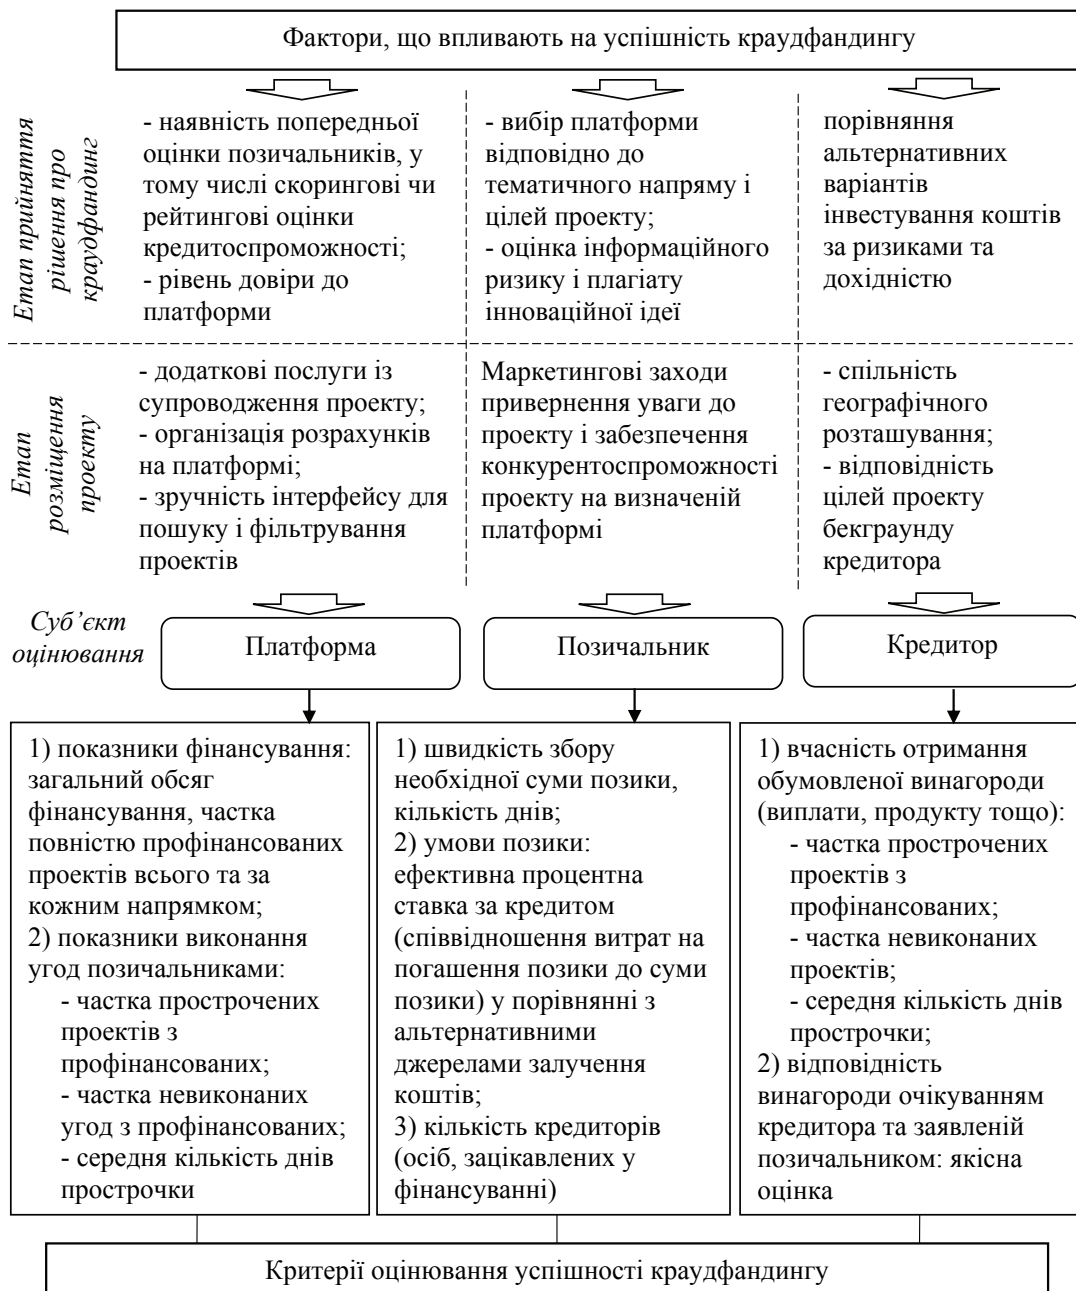 Фактори, що впливають на успішність краудфандингу
Етап прийняття
рішення про
краудфандинг
- наявність попередньої
оцінки позичальників, у
тому числі скорингові чи
рейтингові оцінки
кредитоспроможності;
- рівень довіри до
платформи
- вибір платформи
відповідно до
тематичного напряму і
цілей проекту;
- оцінка інформаційного
ризику і плагіату
інноваційної ідеї
порівняння
альтернативних
варіантів
інвестування коштів
за ризиками та
дохідністю
Етап
розміщення
проекту
- додаткові послуги із
супроводження проекту;
- організація розрахунків
на платформі;
- зручність інтерфейсу для
пошуку і фільтрування
проектів
Маркетингові заходи
привернення уваги до
проекту і забезпечення
конкурентоспроможності
проекту на визначеній
платформі
- спільність
географічного
розташування;
- відповідність
цілей проекту
бекграунду
кредитора
Суб’єкт
оцінювання
Платформа
Позичальник
Кредитор
1) показники фінансування:
загальний обсяг
фінансування, частка
повністю профінансованих
проектів всього та за
кожним напрямком;
2) показники виконання
угод позичальниками:
- частка прострочених
проектів з
профінансованих;
- частка невиконаних
угод з профінансованих;
- середня кількість днів
прострочки
1) швидкість збору
необхідної суми позики,
кількість днів;
2) умови позики:
ефективна процентна
ставка за кредитом
(співвідношення витрат на
погашення позики до суми
позики) у порівнянні з
альтернативними
джерелами залучення
коштів;
3) кількість кредиторів
(осіб, зацікавлених у
фінансуванні)
1) вчасність отримання
обумовленої винагороди
(виплати, продукту тощо):
- частка прострочених
проектів з
профінансованих;
- частка невиконаних
проектів;
- середня кількість днів
прострочки;
2) відповідність
винагороди очікуванням
кредитора та заявленій
позичальником: якісна
оцінка
Критерії оцінювання успішності краудфандингу